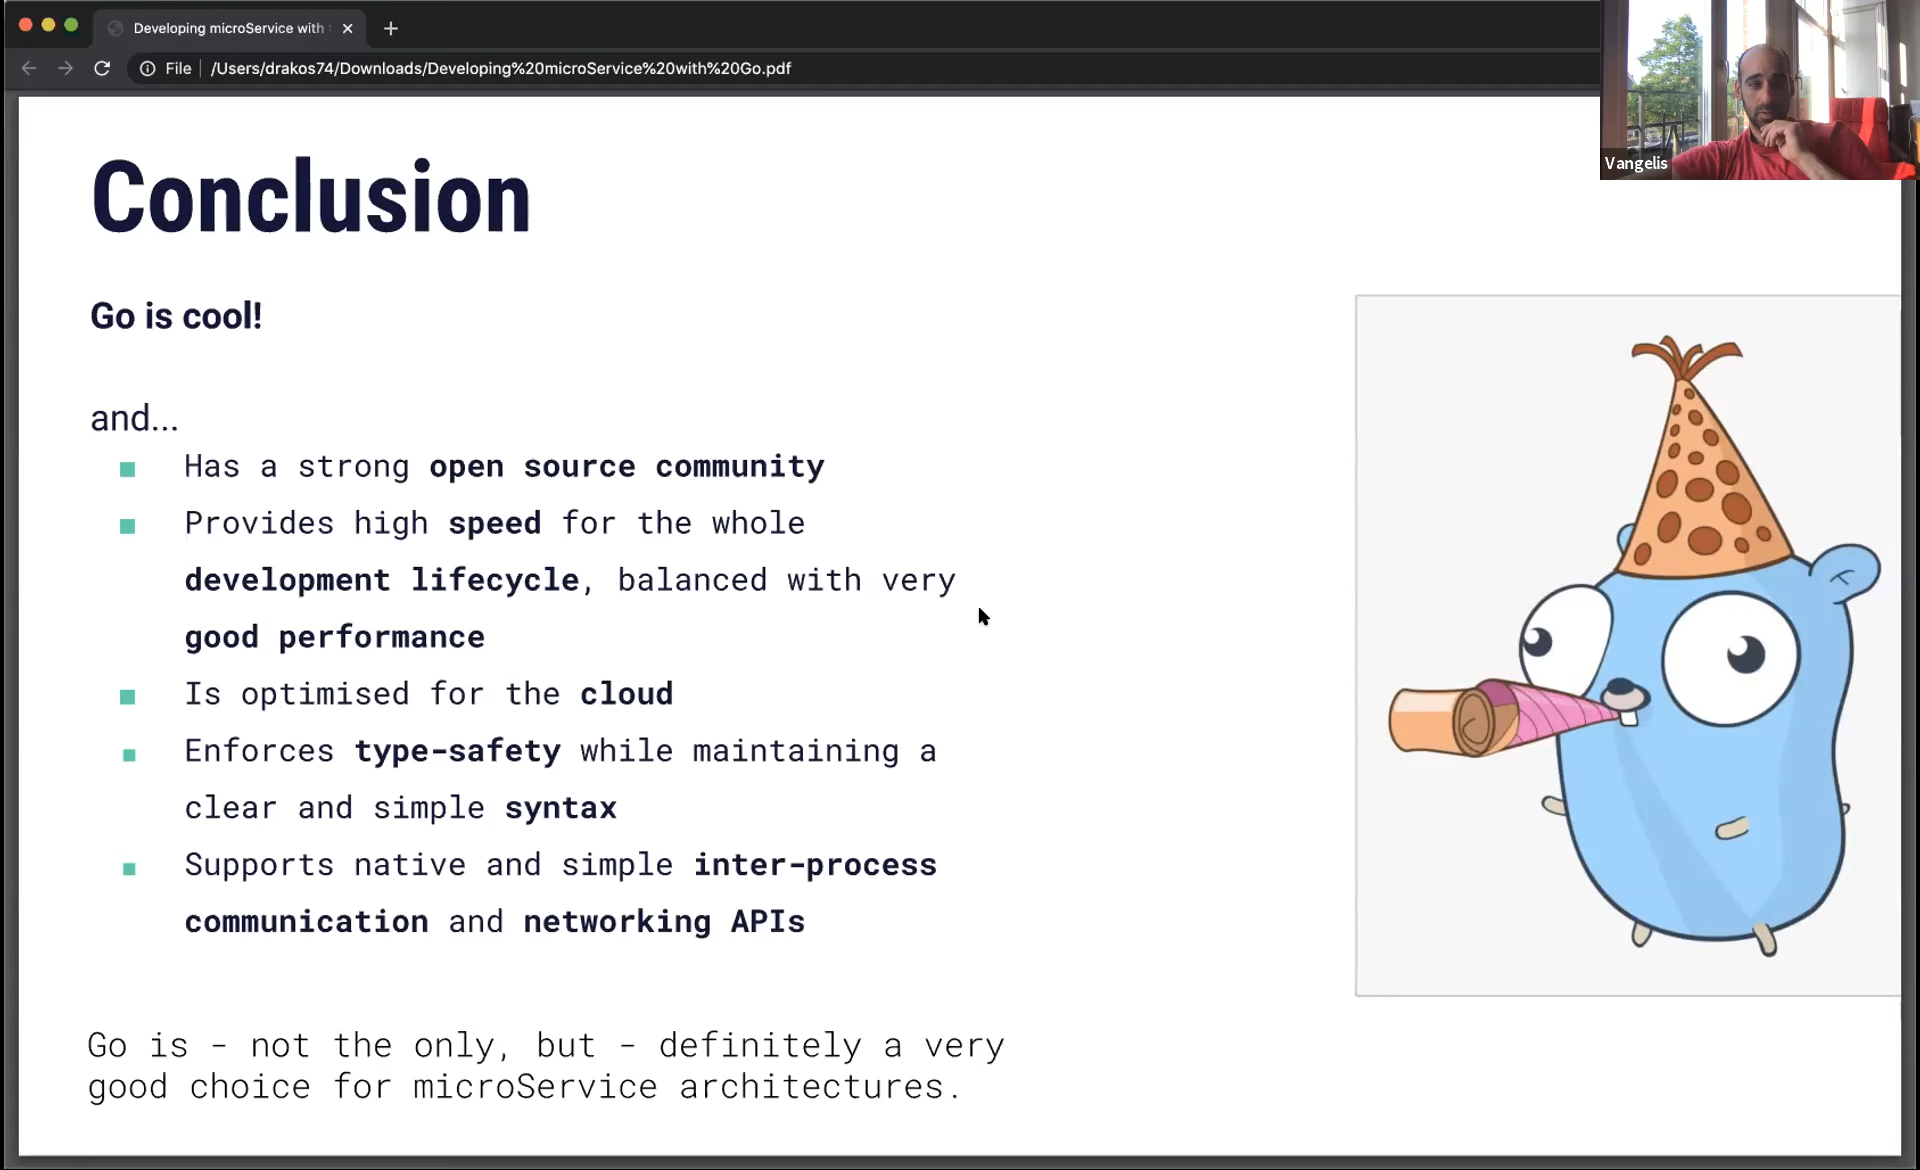 Developing microService with
File
/Users/drakos74/Downloads/Developing%20microService%20with%20Go.pdf
Vangelis
Conclusion
Go is cool!
and...
Has a strong open source community
Provides high speed for the whole
development lifecycle, balanced with very
good performance
Is optimised for the cloud
Enforces type-safety while maintaining a
clear and simple syntax
Supports native and simple inter-process
communication and networking APIs
Go is - not the only, but - definitely a very
good choice for microService architectures.